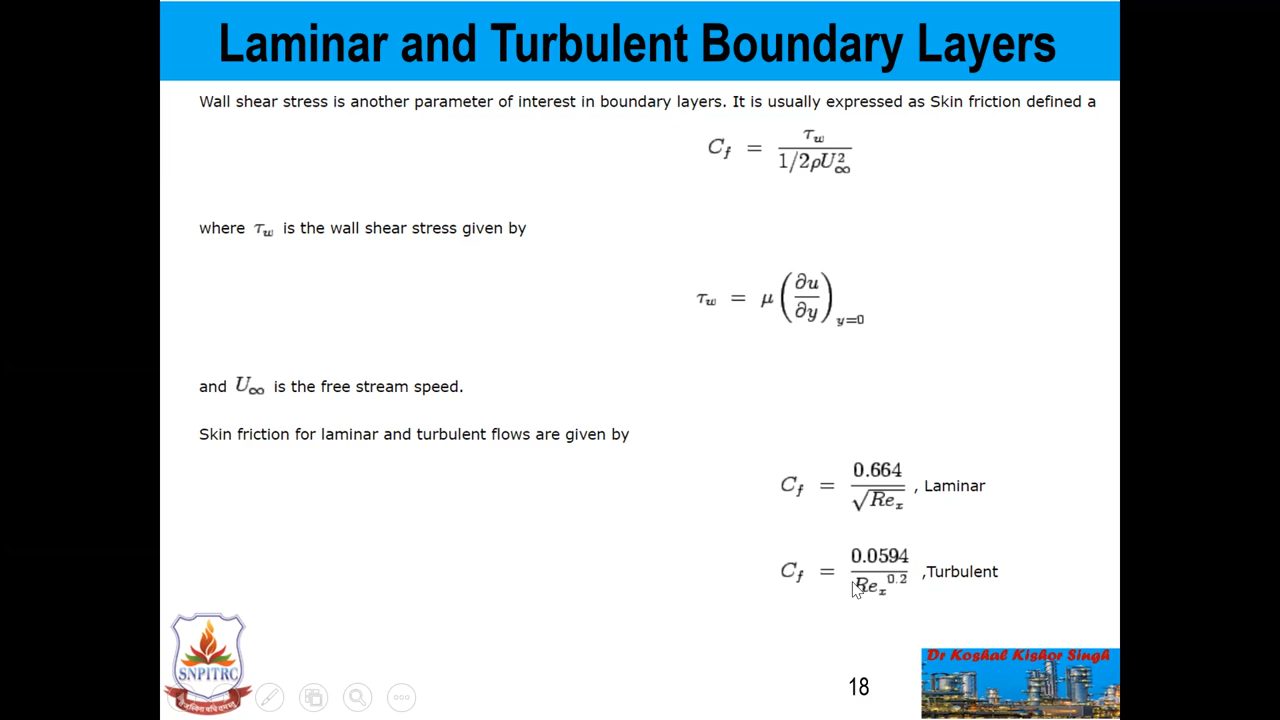 Laminar and Turbulent Boundary Layers
Wall shear stress is another parameter of interest in boundary layers. It is usually expressed as Skin friction defined a
C_f = τ_w / 1/2ρU_∞^2
where τ_w is the wall shear stress given by
τ_w = μ (∂u/∂y)_{y=0}
and U_∞ is the free stream speed.
Skin friction for laminar and turbulent flows are given by
C_f = 0.664 / √Re_x , Laminar
C_f = 0.0594 / Re_x^0.2 ,Turbulent
SNPITRC
18
Dr Koshal Kishor Singh